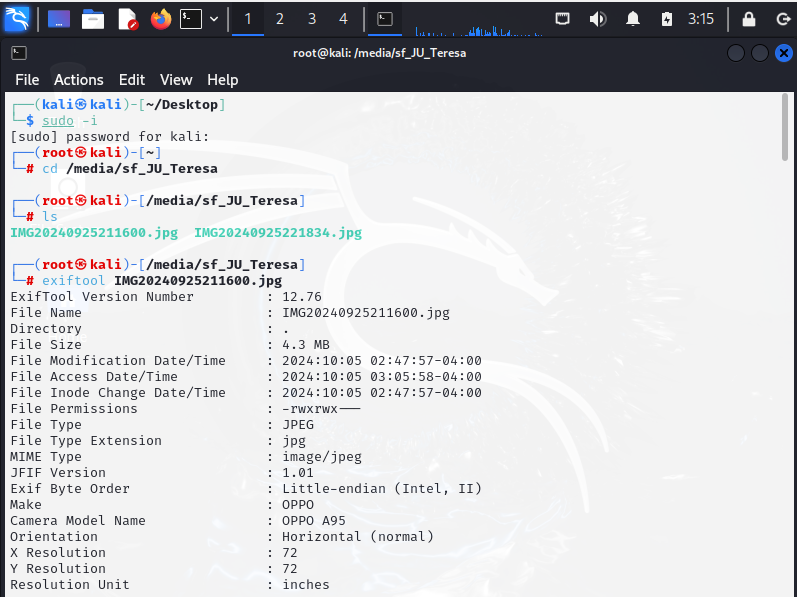 1 2 3 4 3:15
root@kali: /media/sf_JU_Teresa
File Actions Edit View Help
┌──(kali㉿kali)-[~/Desktop]
└─$ sudo -i
[sudo] password for kali:
┌──(root㉿kali)-[~]
└─# cd /media/sf_JU_Teresa
┌──(root㉿kali)-[/media/sf_JU_Teresa]
└─# ls
IMG20240925211600.jpg IMG20240925221834.jpg
┌──(root㉿kali)-[/media/sf_JU_Teresa]
└─# exiftool IMG20240925211600.jpg
ExifTool Version Number : 12.76
File Name : IMG20240925211600.jpg
Directory : .
File Size : 4.3 MB
File Modification Date/Time : 2024:10:05 02:47:57-04:00
File Access Date/Time : 2024:10:05 03:05:58-04:00
File Inode Change Date/Time : 2024:10:05 02:47:57-04:00
File Permissions : -rwxrwx---
File Type : JPEG
File Type Extension : jpg
MIME Type : image/jpeg
JFIF Version : 1.01
Exif Byte Order : Little-endian (Intel, II)
Make : OPPO
Camera Model Name : OPPO A95
Orientation : Horizontal (normal)
X Resolution : 72
Y Resolution : 72
Resolution Unit : inches